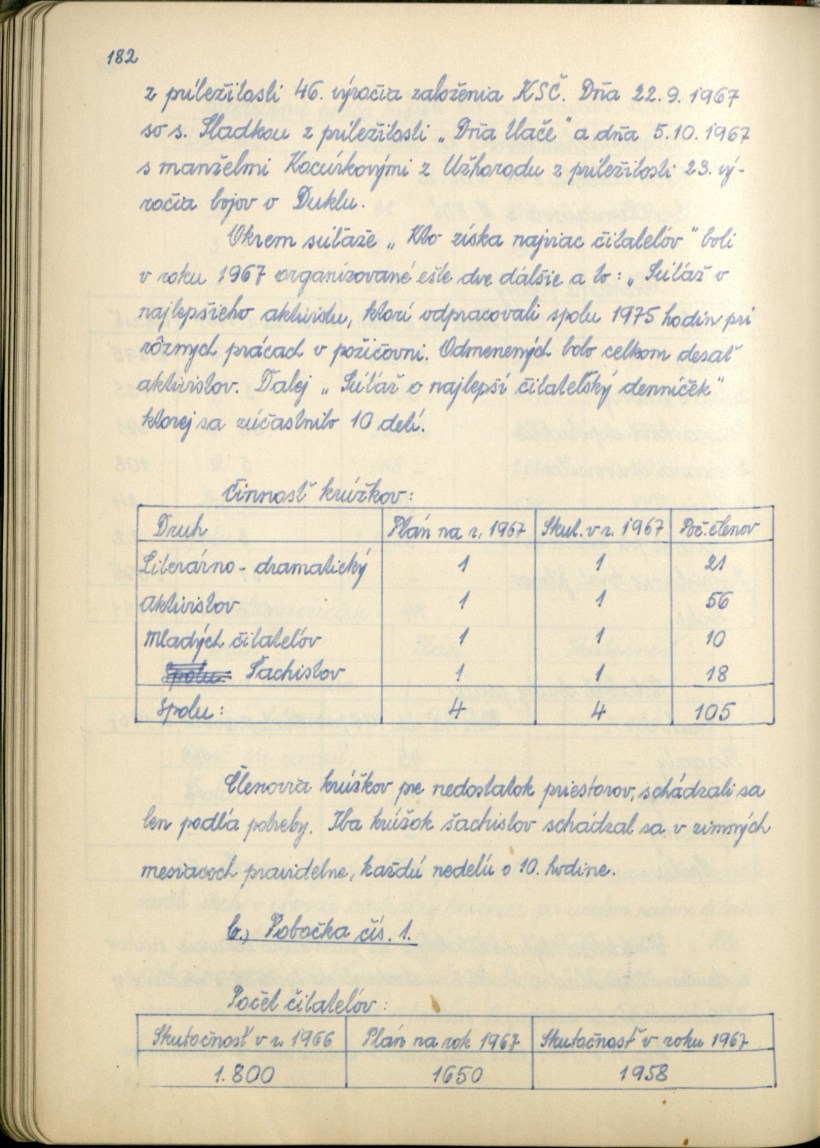 182
z príležitosti 46. výročia založenia KSČ. Dňa 22.9.1967
so s. Sladkou z príležitosti „Dňa tlače" a dňa 5.10.1967
s manželmi Kocúrkovými z Užhorodu z príležitosti 23. vý-
ročia bojov o Duklu.
Okrem súťaže „Kto získa najviac čitateľov" boli
v roku 1967 organizované ešte dve ďalšie a to: „Súťaž o
najlepšieho aktivistu, ktorí odpracovali spolu 1975 hodín pri
rôznych prácach v požičovni. Odmenených bolo celkom desať
aktivistov. Ďalej „Súťaž o najlepší čitateľský denníček"
ktorej sa zúčastnilo 10 detí.
Činnosť krúžkov:
Druh Plán na r. 1967 Skut. v r. 1967 Poč. členov
Literárno-dramatický 1 1 21
aktivistov 1 1 56
mladých čitateľov 1 1 10
Spolu Šachistov 1 1 18
Spolu: 4 4 105
Členovia krúžkov pre nedostatok priestorov, schádzali sa
len podľa potreby. Iba krúžok šachistov schádzal sa v zimných
mesiacoch pravidelne, každú nedeľu o 10. hodine.
b.) Pobočka čís. 1.
Počet čitateľov:
Skutočnosť v r. 1966 Plán na rok 1967 Skutočnosť v roku 1967
1.800 1650 1958